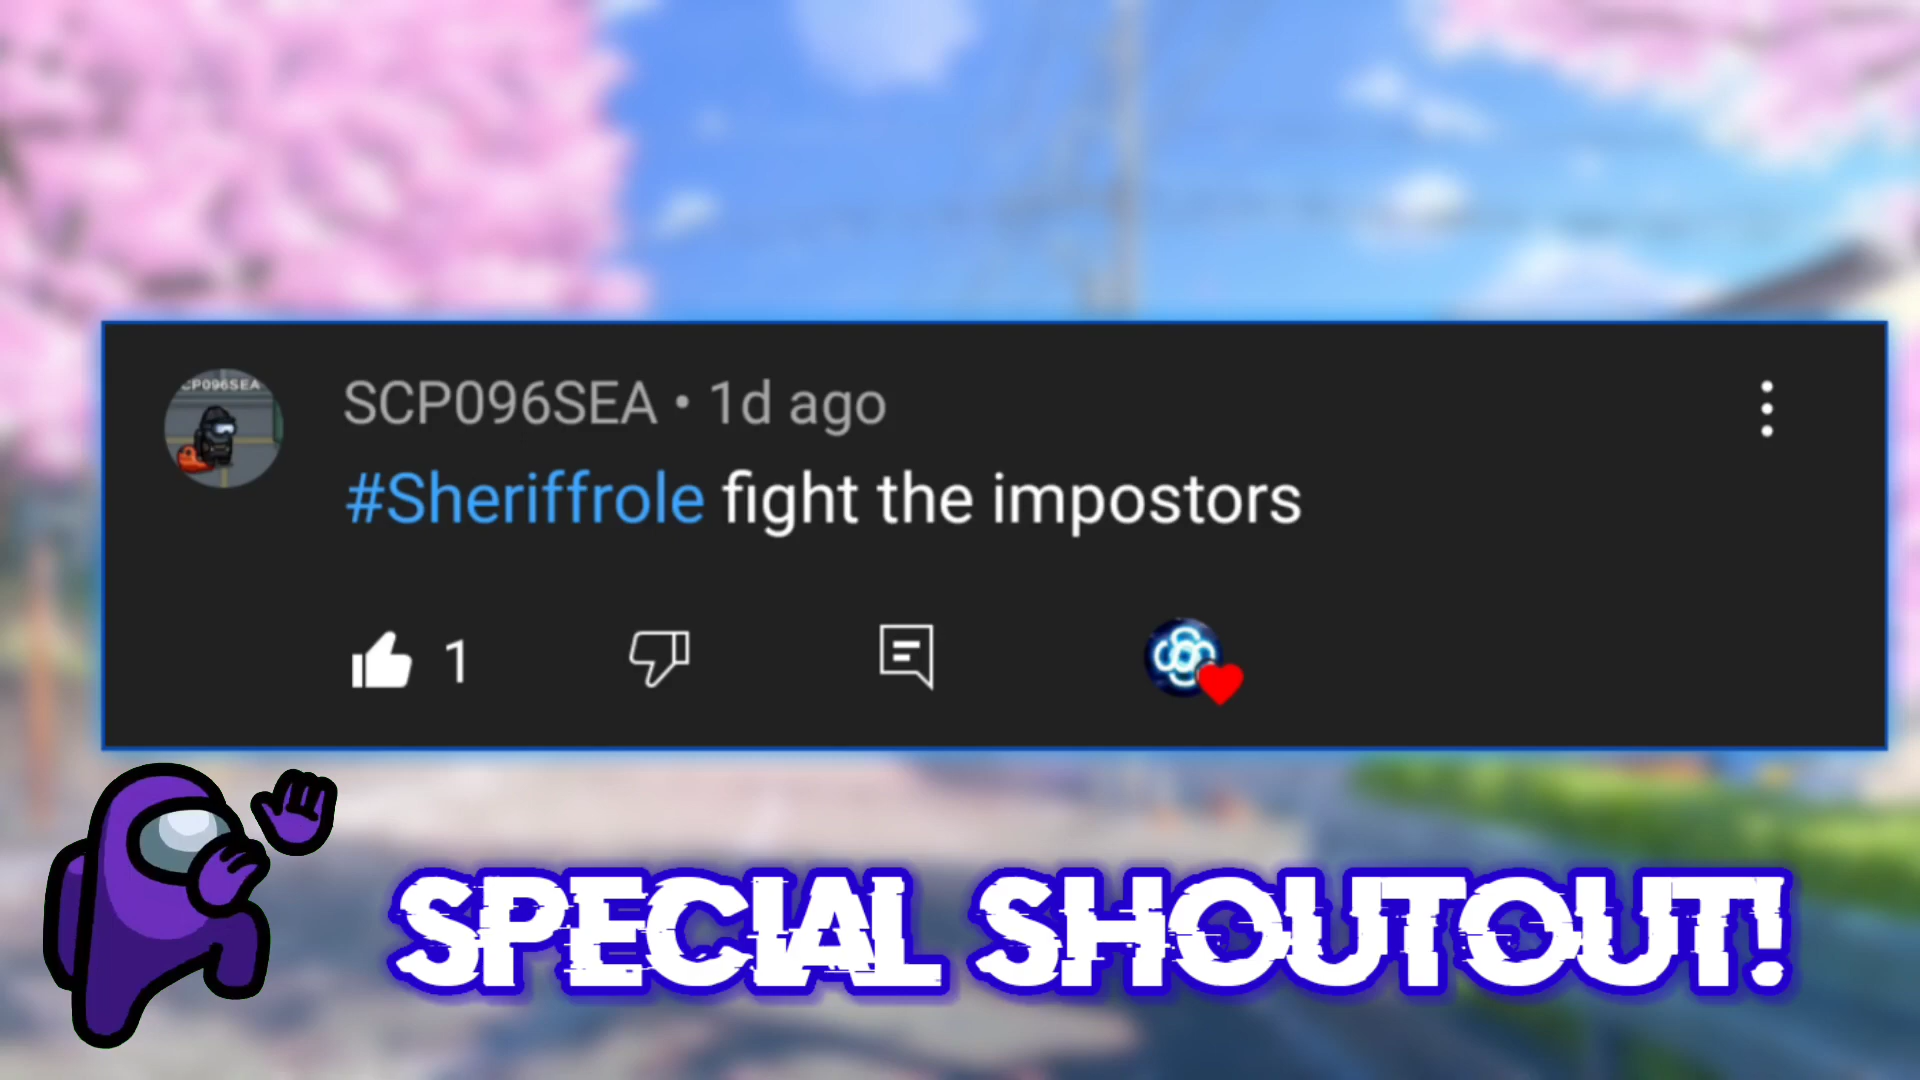 CP096SEA
SCP096SEA • 1d ago
#Sheriffrole fight the impostors
1
SPECIAL SHOUTOUT!